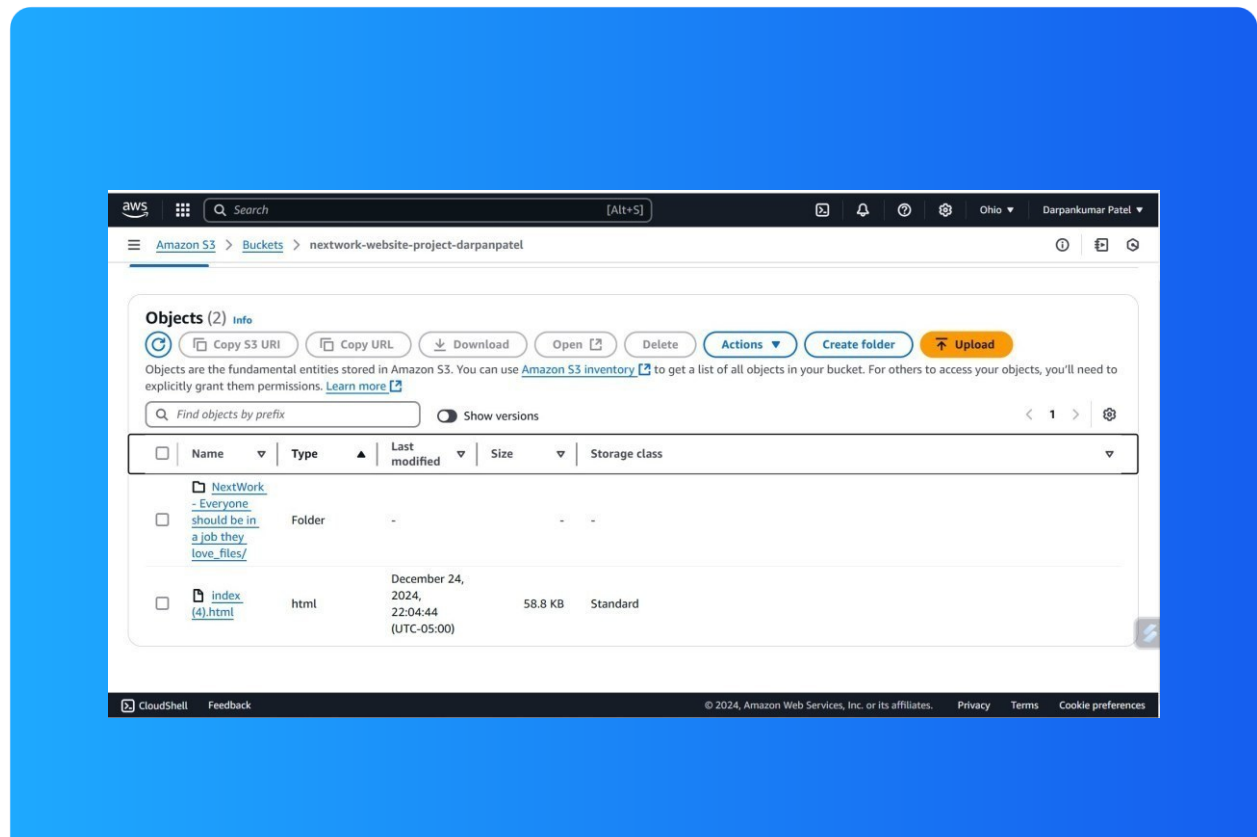 aws
Search [Alt+S] Ohio ▼ Darpankumar Patel ▼
Amazon S3 > Buckets > nextwork-website-project-darpanpatel
Objects (2) Info
Copy S3 URI Copy URL Download Open Delete Actions ▼ Create folder Upload
Objects are the fundamental entities stored in Amazon S3. You can use Amazon S3 inventory to get a list of all objects in your bucket. For others to access your objects, you'll need to
explicitly grant them permissions. Learn more
Find objects by prefix Show versions < 1 >
Name Type Last modified Size Storage class
NextWork
- Everyone
should be in
a job they
love_files/
Folder - - -
index
(4).html
html
December 24,
2024,
22:04:44
(UTC-05:00)
58.8 KB Standard
CloudShell Feedback © 2024, Amazon Web Services, Inc. or its affiliates. Privacy Terms Cookie preferences